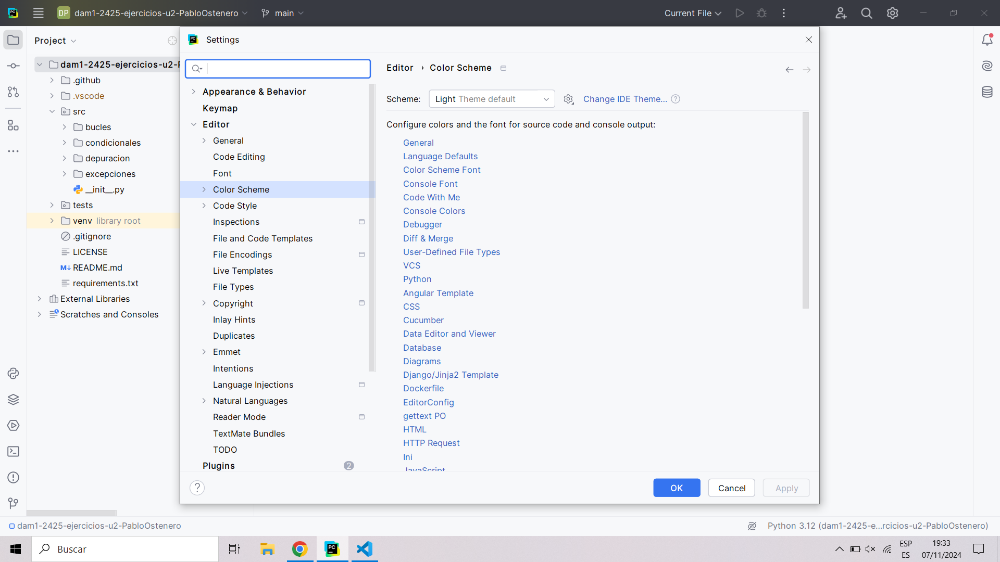 DP dam1-2425-ejercicios-u2-PabloOstenero main Current File
Project
dam1-2425-ejercicios-u2-P
.github
.vscode
src
bucles
condicionales
depuracion
excepciones
__init__.py
tests
venv library root
.gitignore
LICENSE
M↓ README.md
requirements.txt
External Libraries
Scratches and Consoles
PC Settings
Appearance & Behavior
Keymap
Editor
General
Code Editing
Font
Color Scheme
Code Style
Inspections
File and Code Templates
File Encodings
Live Templates
File Types
Copyright
Inlay Hints
Duplicates
Emmet
Intentions
Language Injections
Natural Languages
Reader Mode
TextMate Bundles
TODO
Plugins 2
Editor › Color Scheme
Scheme: Light Theme default Change IDE Theme... ?
Configure colors and the font for source code and console output:
General
Language Defaults
Color Scheme Font
Console Font
Code With Me
Console Colors
Debugger
Diff & Merge
User-Defined File Types
VCS
Python
Angular Template
CSS
Cucumber
Data Editor and Viewer
Database
Diagrams
Django/Jinja2 Template
Dockerfile
EditorConfig
gettext PO
HTML
HTTP Request
Ini
JavaScript
? OK Cancel Apply
dam1-2425-ejercicios-u2-PabloOstenero Python 3.12 (dam1-2425-e...rcicios-u2-PabloOstenero)
Buscar PC ESP 19:33
ES 07/11/2024